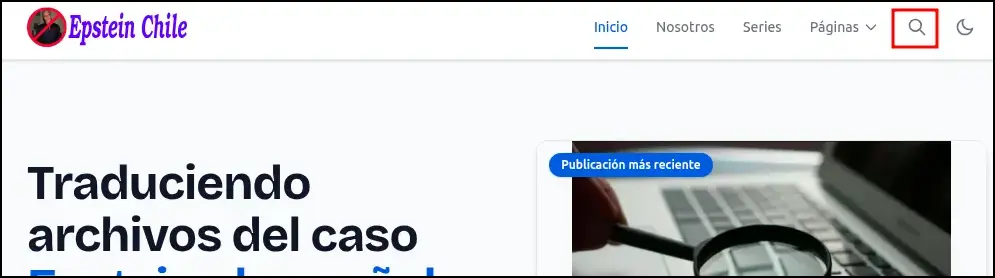 Epstein Chile
Inicio
Nosotros
Series
Páginas
Publicación más reciente
Traduciendo
archivos del caso